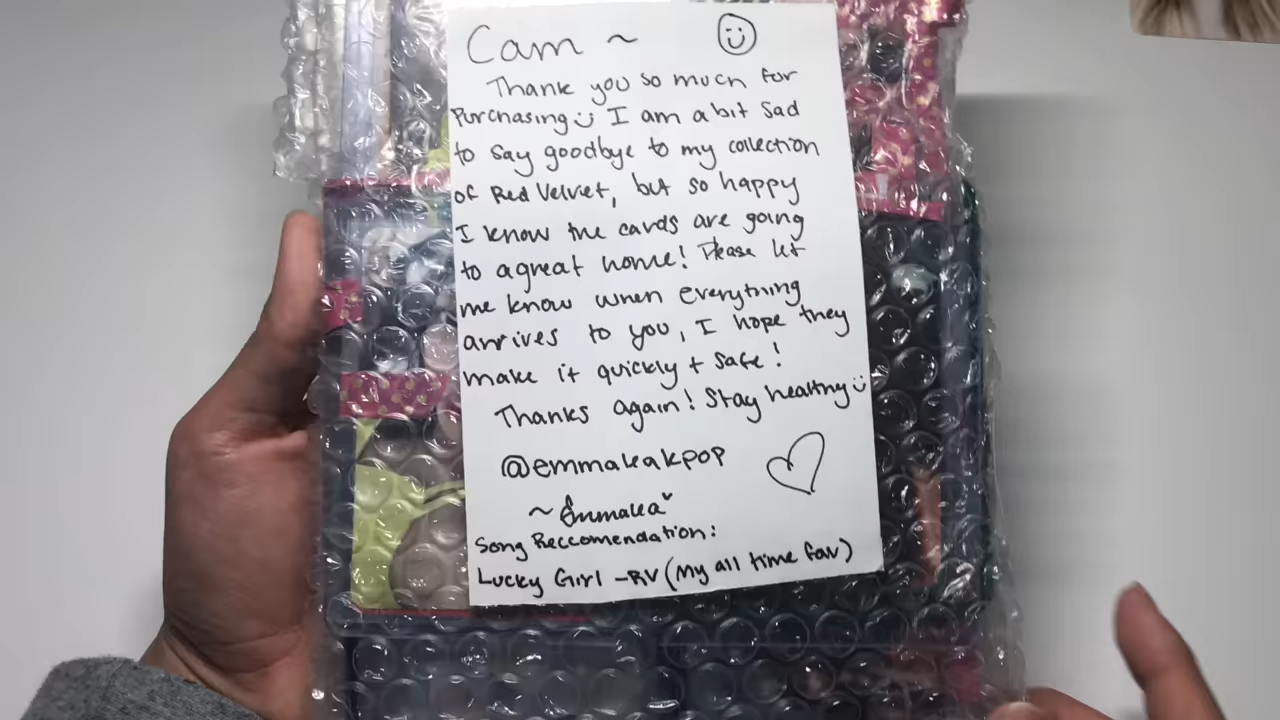 Cam ~
Thank you so much for
Purchasing I am a bit sad
to say goodbye to my collection
of Red Velvet, but so happy
I know the cards are going
to a great home! Please let
me know when everything
arrives to you, I hope they
make it quickly + safe!
Thanks again! Stay healthy
@emmaleakpop
~ Emmalea
Song Reccomendation:
Lucky Girl -RV (My all time fav)